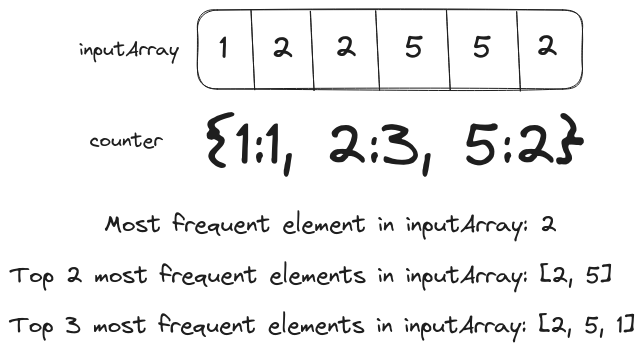 inputArray 1 2 2 5 5 2
counter {1:1, 2:3, 5:2}
Most frequent element in inputArray: 2
Top 2 most frequent elements in inputArray: [2, 5]
Top 3 most frequent elements in inputArray: [2, 5, 1]